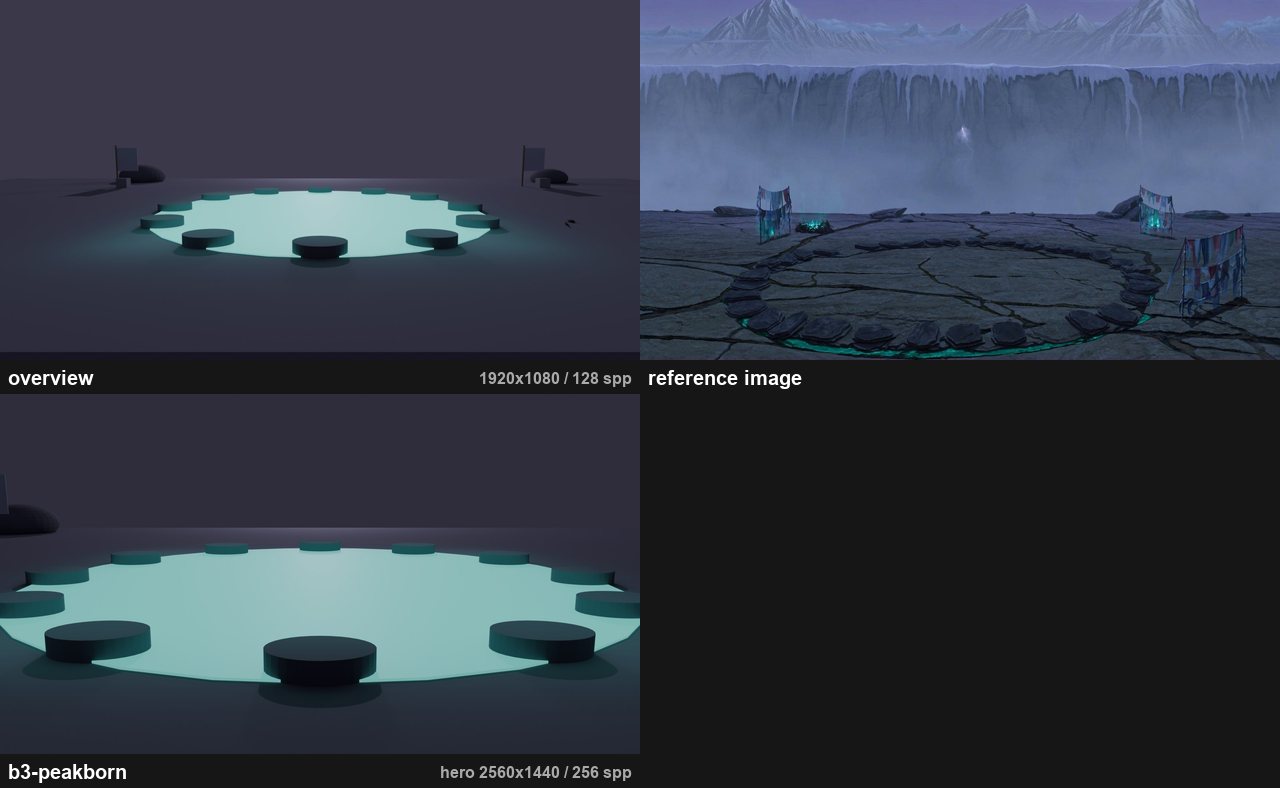 overview
1920x1080 / 128 spp
reference image
b3-peakborn
hero 2560x1440 / 256 spp